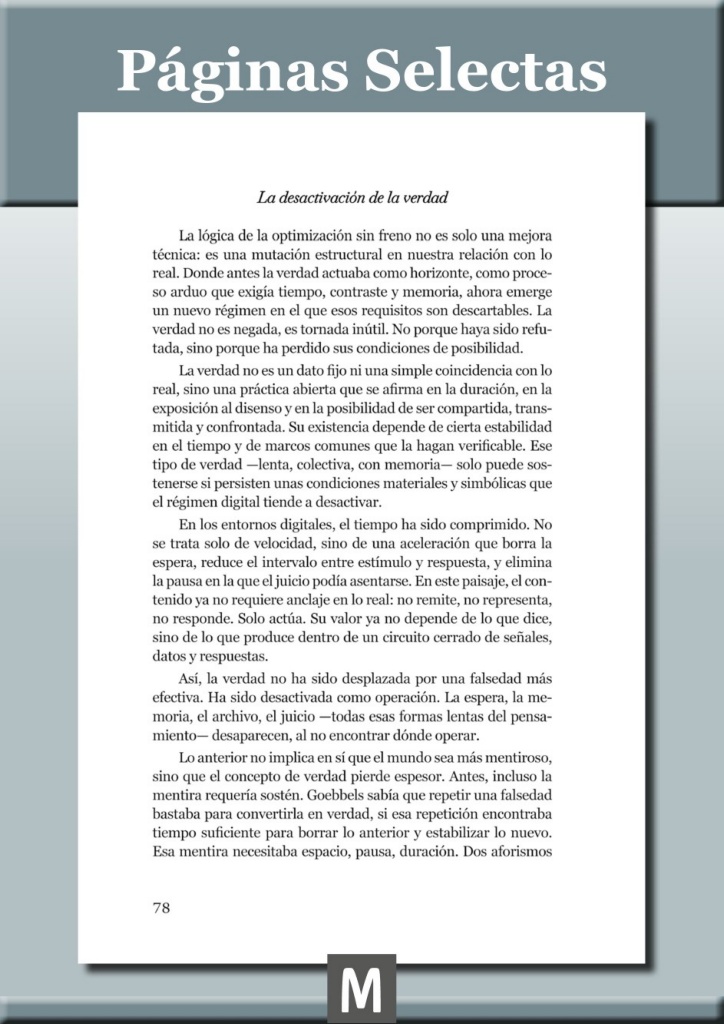 Páginas Selectas
La desactivación de la verdad
La lógica de la optimización sin freno no es solo una mejora
técnica: es una mutación estructural en nuestra relación con lo
real. Donde antes la verdad actuaba como horizonte, como proce-
so arduo que exigía tiempo, contraste y memoria, ahora emerge
un nuevo régimen en el que esos requisitos son descartables. La
verdad no es negada, es tornada inútil. No porque haya sido refu-
tada, sino porque ha perdido sus condiciones de posibilidad.
La verdad no es un dato fijo ni una simple coincidencia con lo
real, sino una práctica abierta que se afirma en la duración, en la
exposición al disenso y en la posibilidad de ser compartida, trans-
mitida y confrontada. Su existencia depende de cierta estabilidad
en el tiempo y de marcos comunes que la hagan verificable. Ese
tipo de verdad —lenta, colectiva, con memoria— solo puede sos-
tenerse si persisten unas condiciones materiales y simbólicas que
el régimen digital tiende a desactivar.
En los entornos digitales, el tiempo ha sido comprimido. No
se trata solo de velocidad, sino de una aceleración que borra la
espera, reduce el intervalo entre estímulo y respuesta, y elimina
la pausa en la que el juicio podía asentarse. En este paisaje, el con-
tenido ya no requiere anclaje en lo real: no remite, no representa,
no responde. Solo actúa. Su valor ya no depende de lo que dice,
sino de lo que produce dentro de un circuito cerrado de señales,
datos y respuestas.
Así, la verdad no ha sido desplazada por una falsedad más
efectiva. Ha sido desactivada como operación. La espera, la me-
moria, el archivo, el juicio —todas esas formas lentas del pensa-
miento— desaparecen, al no encontrar dónde operar.
Lo anterior no implica en sí que el mundo sea más mentiroso,
sino que el concepto de verdad pierde espesor. Antes, incluso la
mentira requería sostén. Goebbels sabía que repetir una falsedad
bastaba para convertirla en verdad, si esa repetición encontraba
tiempo suficiente para borrar lo anterior y estabilizar lo nuevo.
Esa mentira necesitaba espacio, pausa, duración. Dos aforismos
78
M